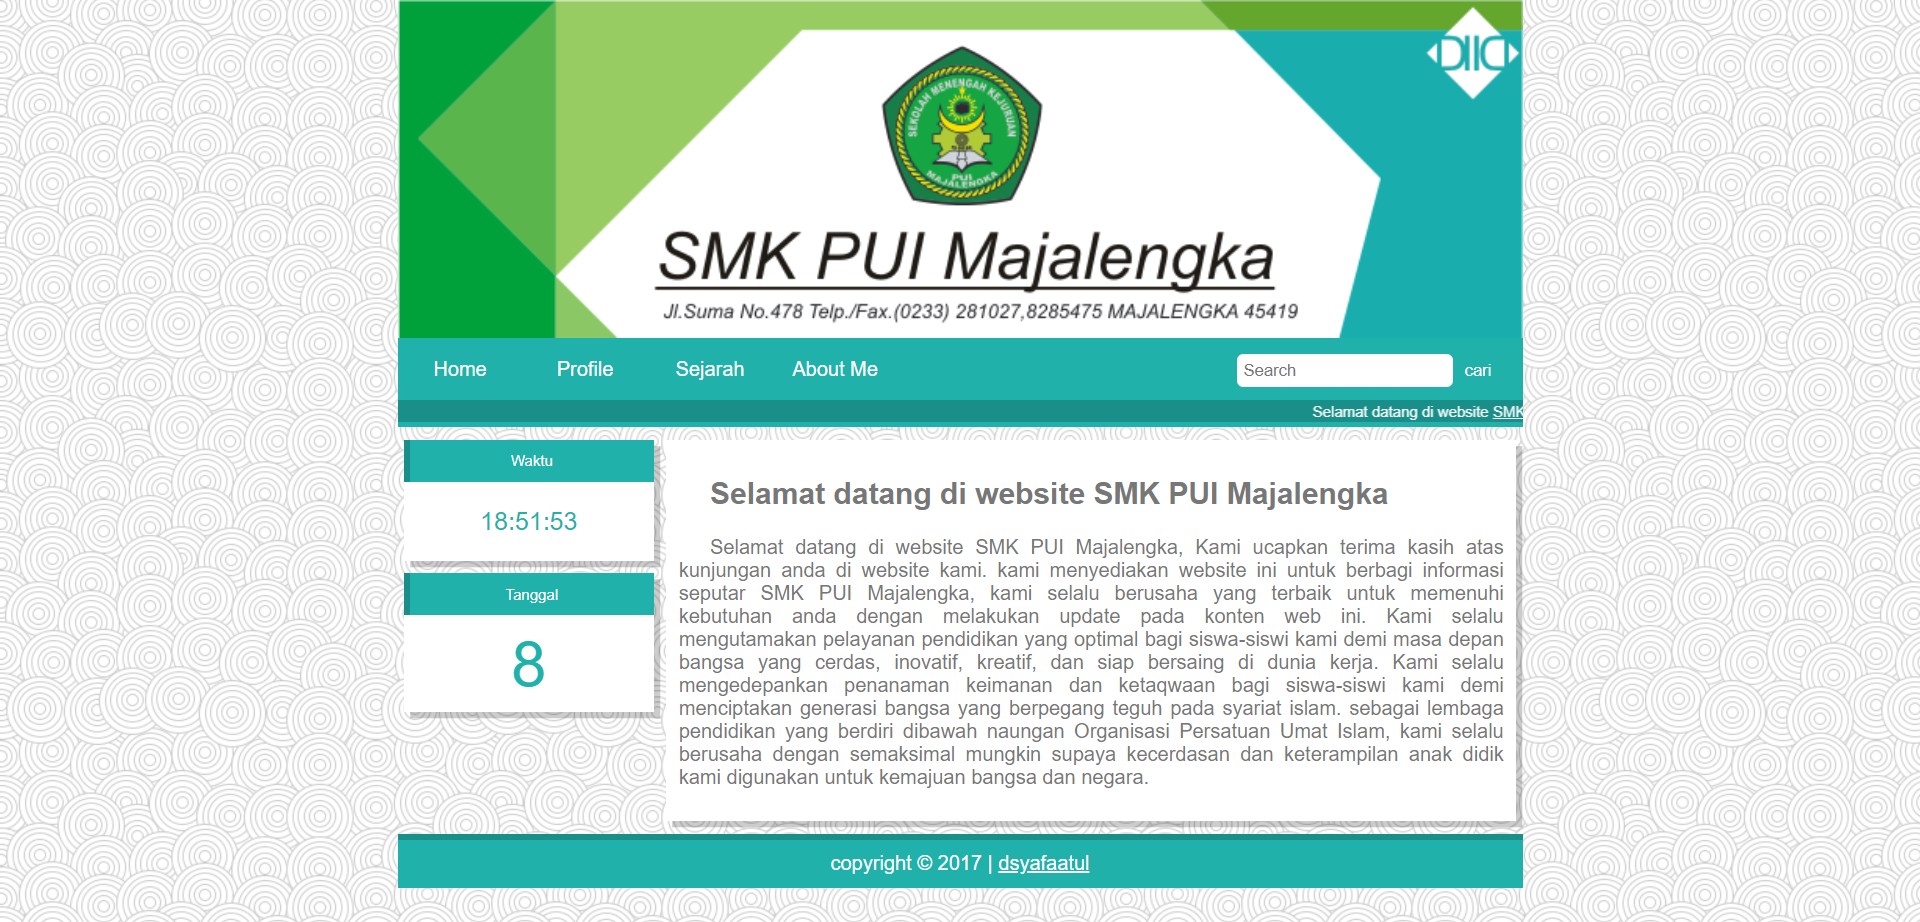 DIID
SEKOLAH MENENGAH KEJURUAN
PUI
MAJALENGKA
SMK PUI Majalengka
Jl.Suma No.478 Telp./Fax.(0233) 281027,8285475 MAJALENGKA 45419
Home Profile Sejarah About Me Search cari
Selamat datang di website SMK
Waktu
18:51:53
Tanggal
8
Selamat datang di website SMK PUI Majalengka
Selamat datang di website SMK PUI Majalengka, Kami ucapkan terima kasih atas
kunjungan anda di website kami. kami menyediakan website ini untuk berbagi informasi
seputar SMK PUI Majalengka, kami selalu berusaha yang terbaik untuk memenuhi
kebutuhan anda dengan melakukan update pada konten web ini. Kami selalu
mengutamakan pelayanan pendidikan yang optimal bagi siswa-siswi kami demi masa depan
bangsa yang cerdas, inovatif, kreatif, dan siap bersaing di dunia kerja. Kami selalu
mengedepankan penanaman keimanan dan ketaqwaan bagi siswa-siswi kami demi
menciptakan generasi bangsa yang berpegang teguh pada syariat islam. sebagai lembaga
pendidikan yang berdiri dibawah naungan Organisasi Persatuan Umat Islam, kami selalu
berusaha dengan semaksimal mungkin supaya kecerdasan dan keterampilan anak didik
kami digunakan untuk kemajuan bangsa dan negara.
copyright © 2017 | dsyafaatul